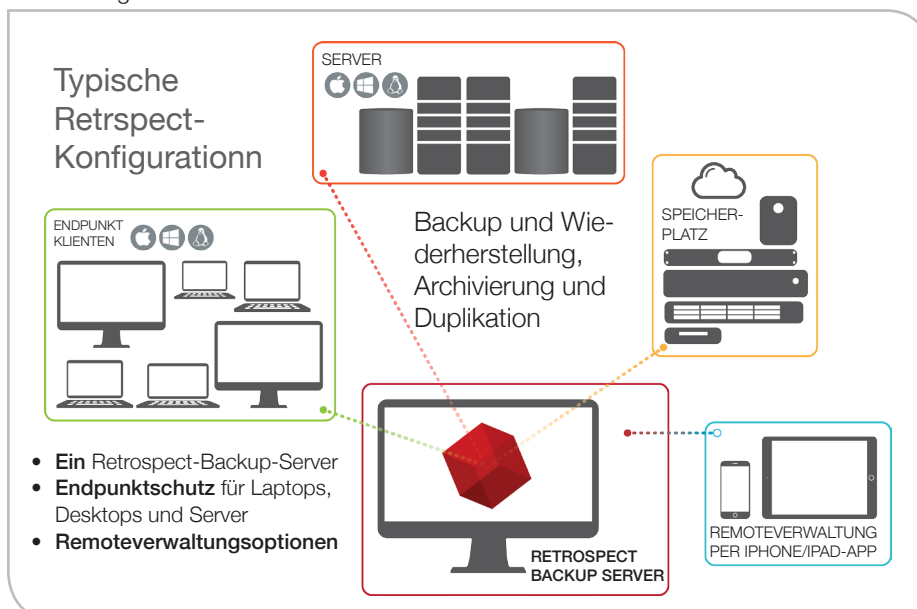 Typische
Retrspect-
Konfigurationn
SERVER
ENDPUNKT
KLIENTEN
Backup und Wie-
derherstellung,
Archivierung und
Duplikation
SPEICHER-
PLATZ
• Ein Retrospect-Backup-Server
• Endpunktschutz für Laptops,
Desktops und Server
• Remoteverwaltungsoptionen
RETROSPECT
BACKUP SERVER
REMOTEVERWALTUNG
PER IPHONE/IPAD-APP